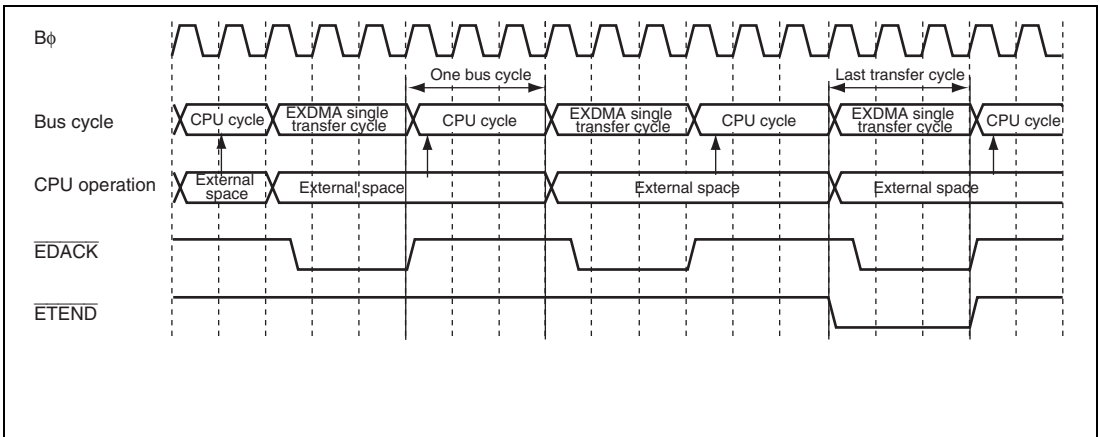 Bϕ
One bus cycle
Last transfer cycle
Bus cycle
CPU cycle
EXDMA single
transfer cycle
CPU cycle
EXDMA single
transfer cycle
CPU cycle
EXDMA single
transfer cycle
CPU cycle
CPU operation
External
space
External space
External space
External space
EDACK
ETEND